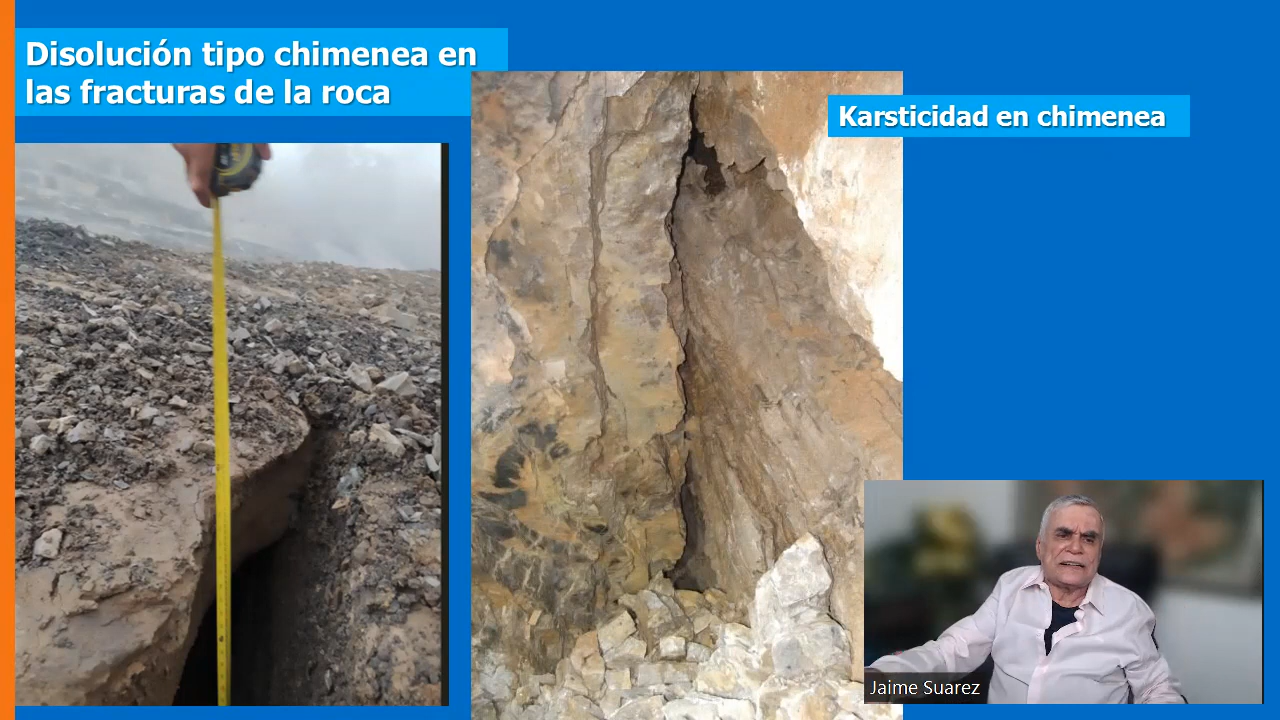 Disolución tipo chimenea en
las fracturas de la roca
Karsticidad en chimenea
Jaime Suarez